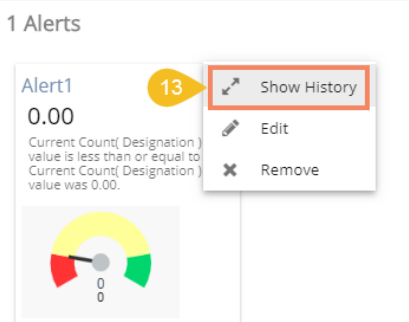 1 Alerts
Alert1
13
Show History
0.00
Edit
Current Count( Designation )
value is less than or equal to
Current Count( Designation )
value was 0.00.
Remove
0
0